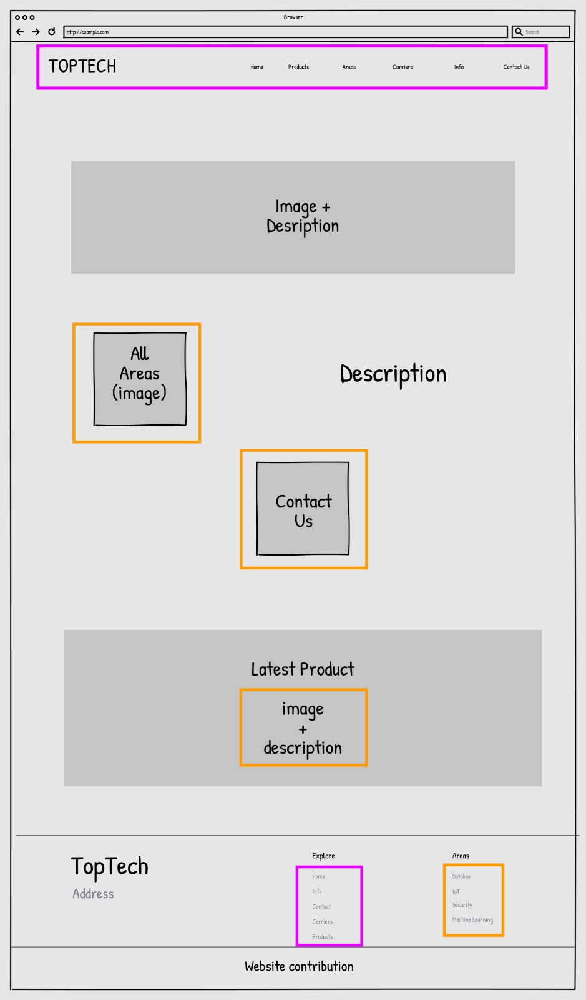 Browser
http://example.com
Search
TOPTECH
Home
Products
Areas
Carriers
Info
Contact Us
Image +
Desription
All
Areas
(image)
Description
Contact
Us
Latest Product
image
+
description
TopTech
Address
Explore
Home
Info
Contact
Carriers
Products
Areas
Databse
IoT
Security
Machine Learning
Website contribution